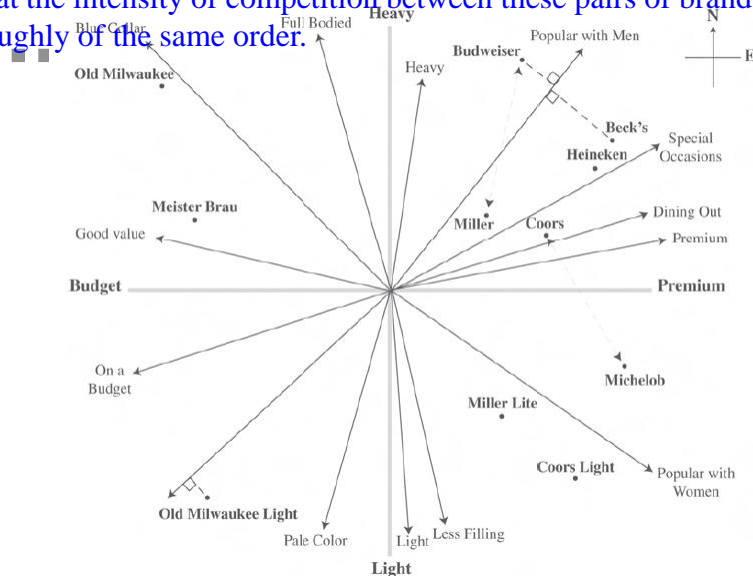 at the intensity of competition between these pairs of brand
ughly of the same order.
Heavy
Full Bodied
Blue Collar
N
Popular with Men
Budweiser
E
Heavy
Old Milwaukee
Beck's
Special
Occasions
Heineken
Meister Brau
Dining Out
Miller
Coors
Good value
Premium
Budget
Premium
On a
Budget
Michelob
Miller Lite
Coors Light
Popular with
Women
Old Milwaukee Light
Pale Color
Light
Less Filling
Light